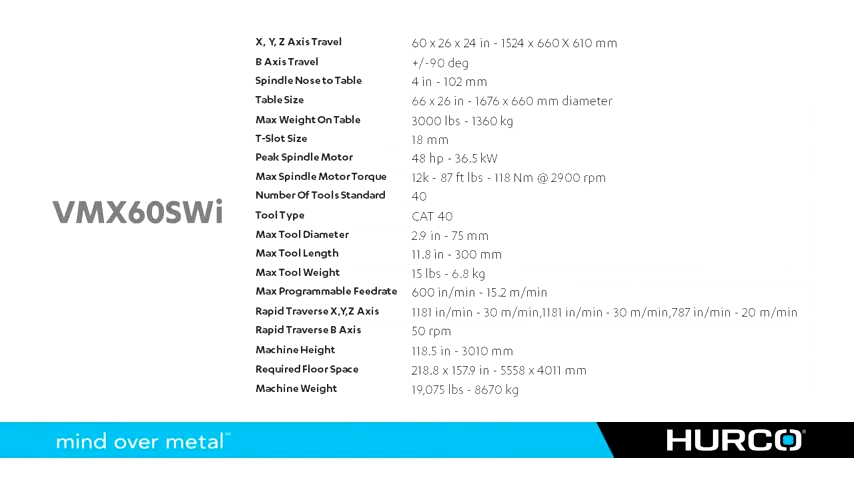 X, Y, Z Axis Travel 60 x 26 x 24 in - 1524 x 660 X 610 mm
B Axis Travel +/-90 deg
Spindle Nose to Table 4 in - 102 mm
Table Size 66 x 26 in - 1676 x 660 mm diameter
Max Weight On Table 3000 lbs - 1360 kg
T-Slot Size 18 mm
Peak Spindle Motor 48 hp - 36.5 kW
Max Spindle Motor Torque 12k - 87 ft lbs - 118 Nm @ 2900 rpm
Number Of Tools Standard 40
VMX60SWi
Tool Type CAT 40
Max Tool Diameter 2.9 in - 75 mm
Max Tool Length 11.8 in - 300 mm
Max Tool Weight 15 lbs - 6.8 kg
Max Programmable Feedrate 600 in/min - 15.2 m/min
Rapid Traverse X,Y,Z Axis 1181 in/min - 30 m/min,1181 in/min - 30 m/min,787 in/min - 20 m/min
Rapid Traverse B Axis 50 rpm
Machine Height 118.5 in - 3010 mm
Required Floor Space 218.8 x 157.9 in - 5558 x 4011 mm
Machine Weight 19,075 lbs - 8670 kg
mind over metal™
HURCO®